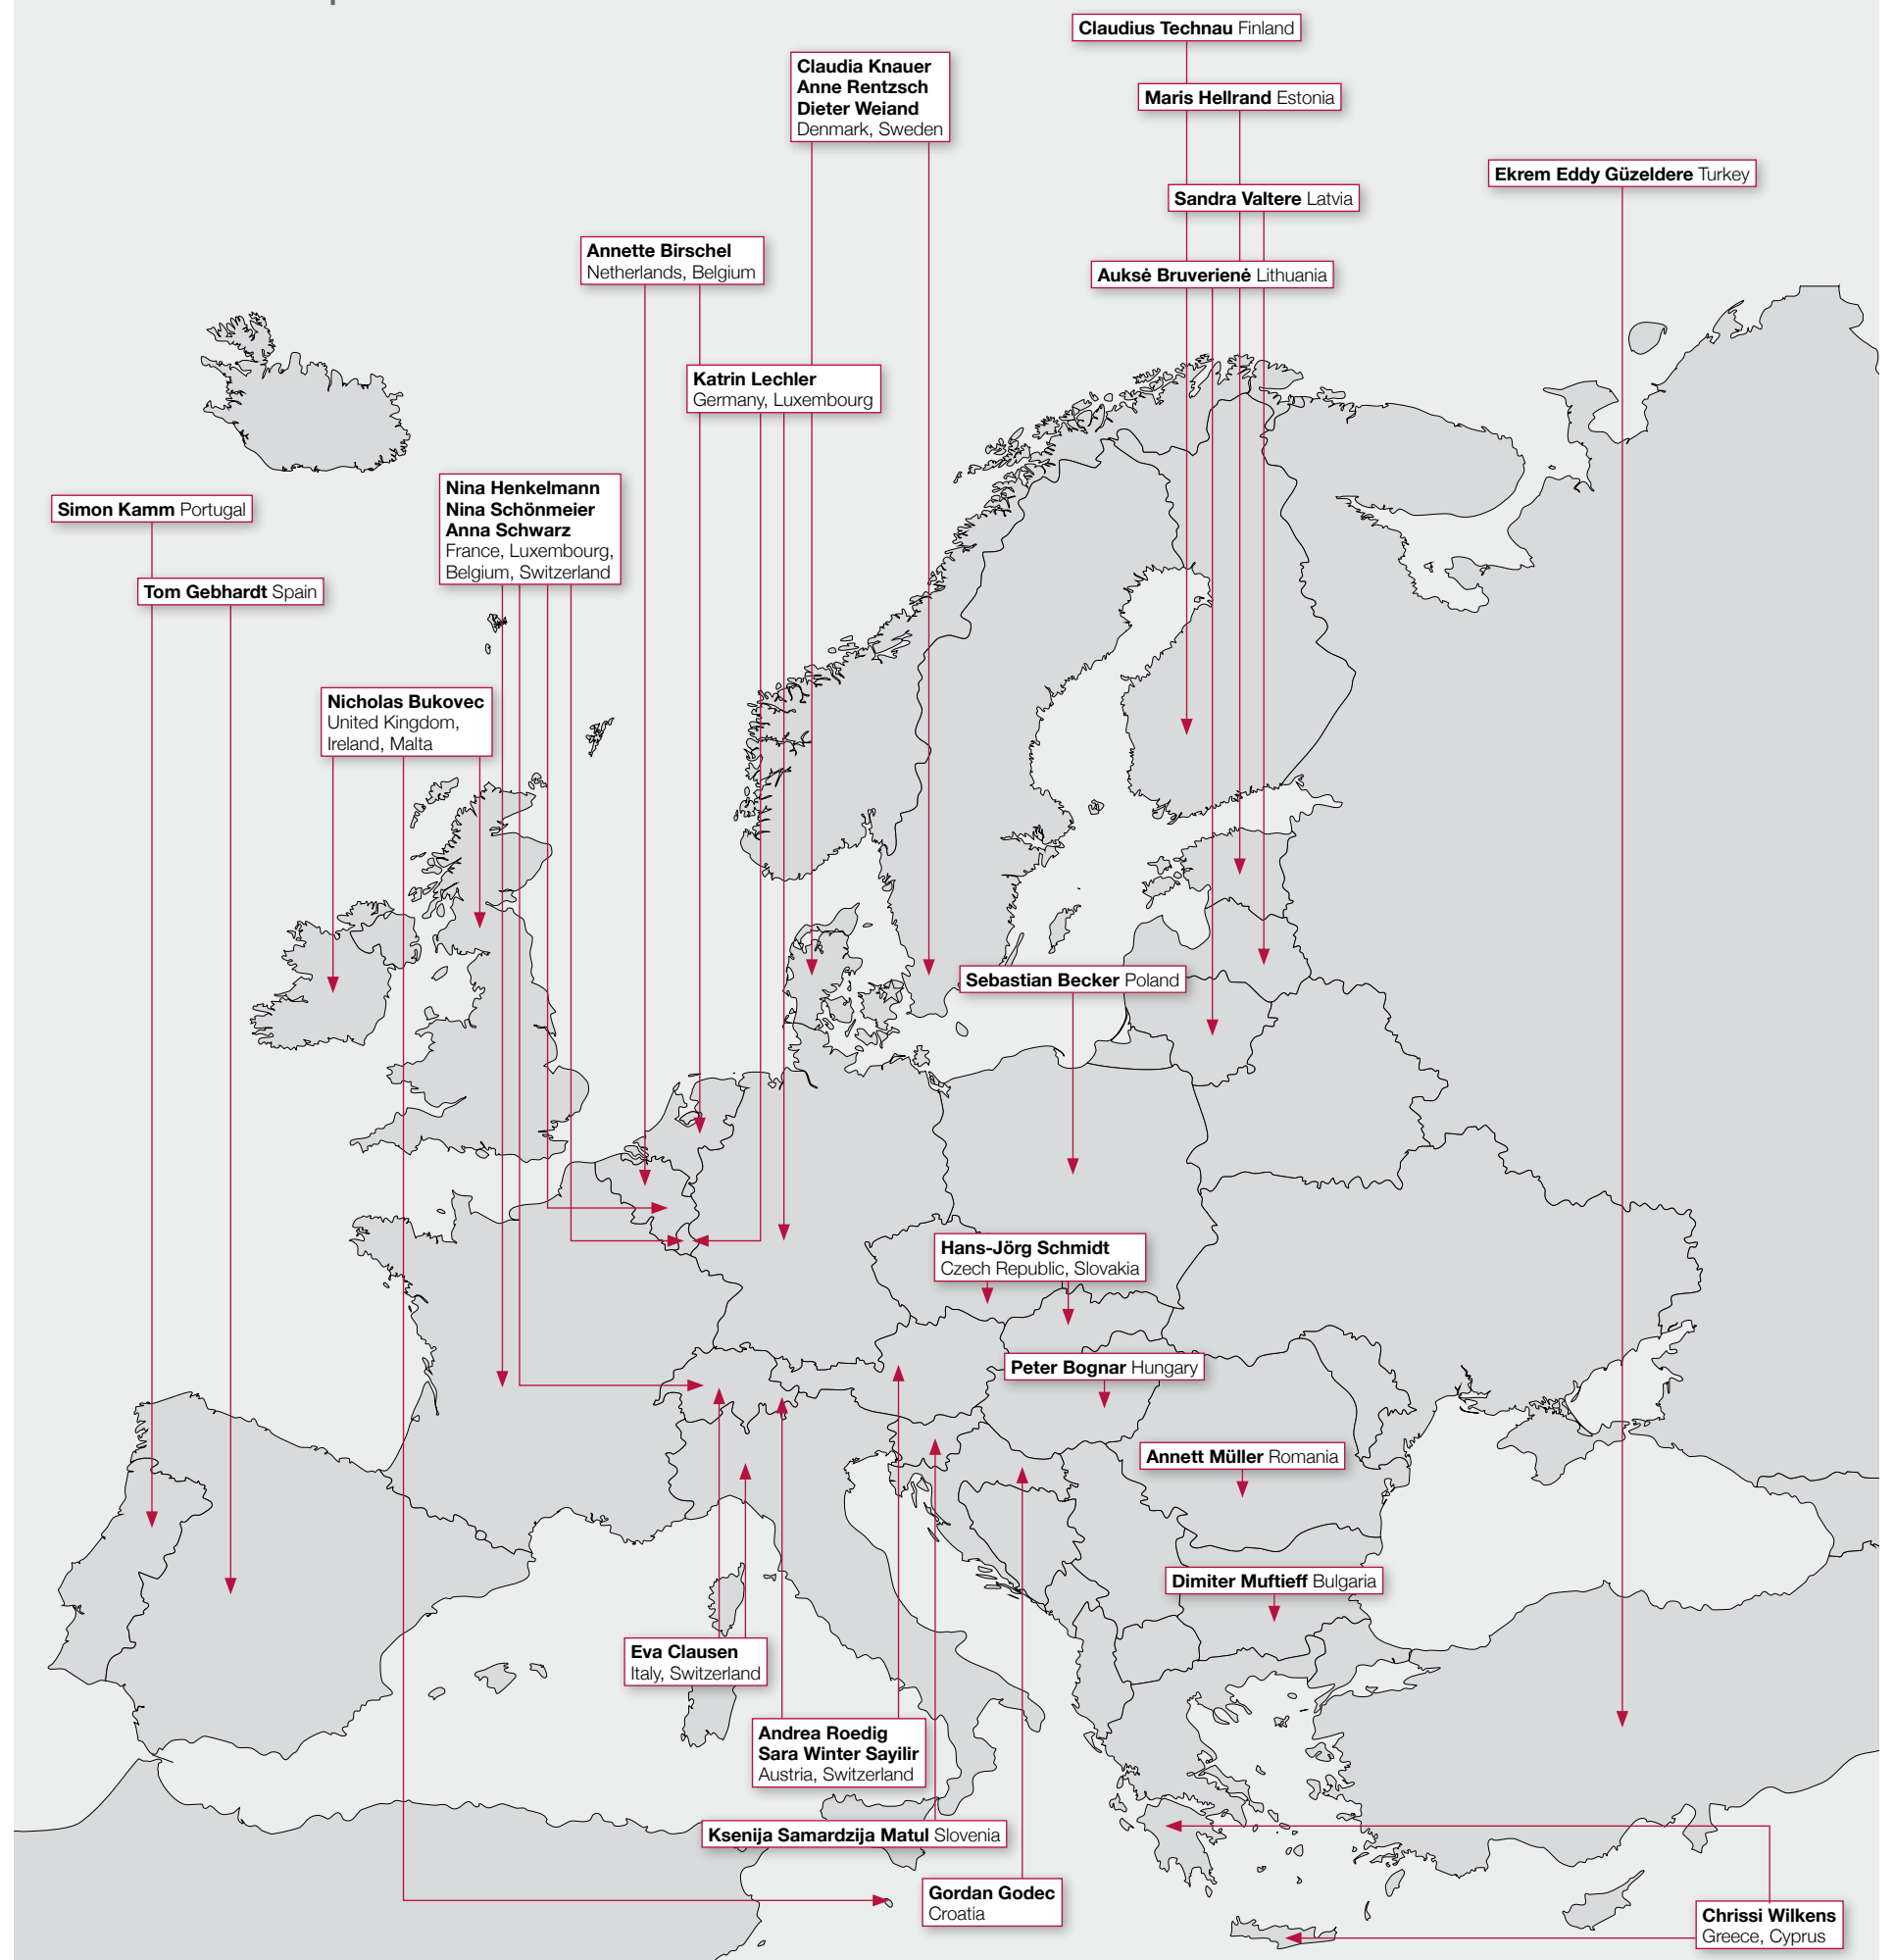 Claudius Technau Finland
Claudia Knauer
Anne Rentzsch
Dieter Weiand
Denmark, Sweden
Maris Hellrand Estonia
Ekrem Eddy Güzeldere Turkey
Sandra Valtere Latvia
Annette Birschel
Netherlands, Belgium
Auksė Bruverienė Lithuania
Katrin Lechler
Germany, Luxembourg
Nina Henkelmann
Nina Schönmeier
Anna Schwarz
France, Luxembourg,
Belgium, Switzerland
Simon Kamm Portugal
Tom Gebhardt Spain
Nicholas Bukovec
United Kingdom,
Ireland, Malta
Sebastian Becker Poland
Hans-Jörg Schmidt
Czech Republic, Slovakia
Peter Bognar Hungary
Annett Müller Romania
Dimiter Muftieff Bulgaria
Eva Clausen
Italy, Switzerland
Andrea Roedig
Sara Winter Sayilir
Austria, Switzerland
Ksenija Samardzija Matul Slovenia
Gordan Godec
Croatia
Chrissi Wilkens
Greece, Cyprus